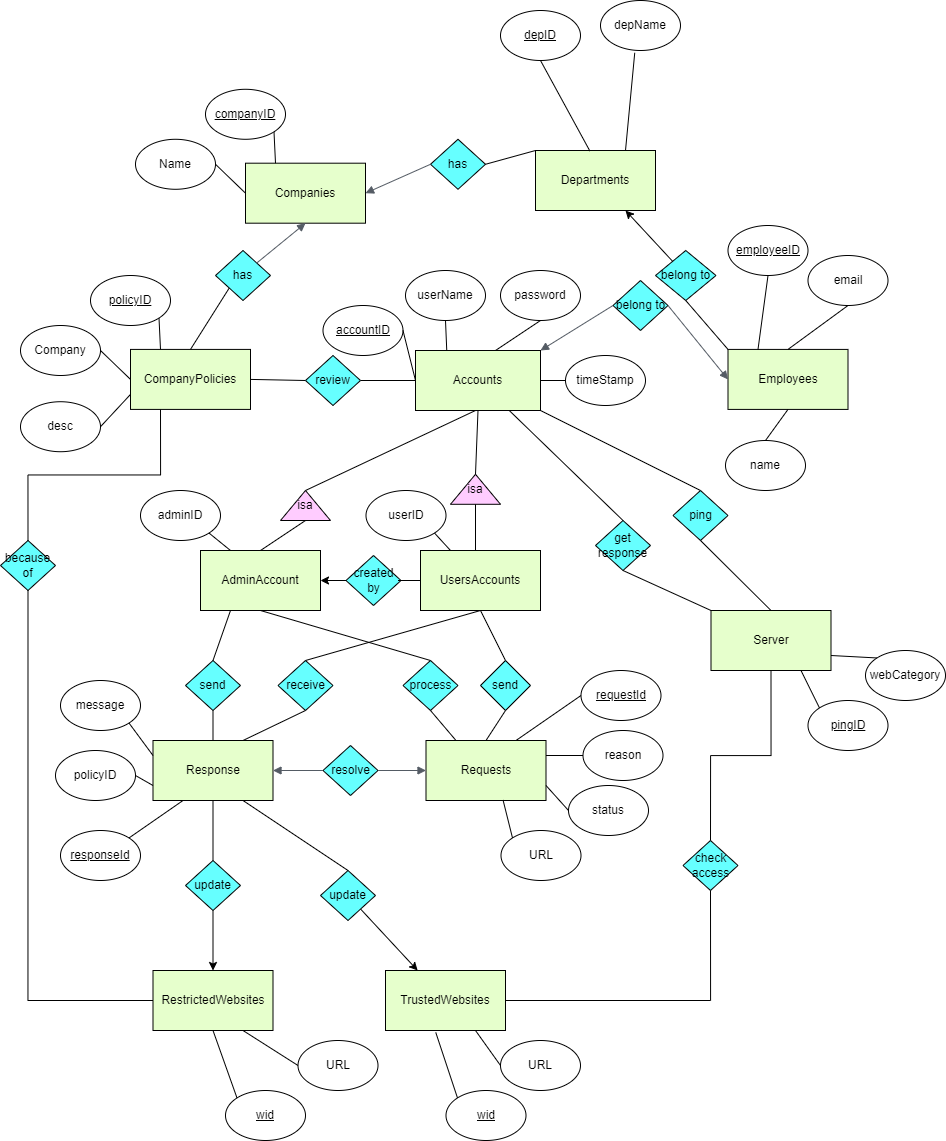 depID
depName
companyID
Name
has
Companies
Departments
has
employeeID
belong to
email
policyID
userName
password
belong to
accountID
Company
CompanyPolicies
review
Accounts
timeStamp
Employees
desc
name
isa
isa
adminID
userID
ping
get
response
because
of
AdminAccount
created
by
UsersAccounts
Server
webCategory
send
receive
process
send
requestId
message
pingID
policyID
Response
resolve
Requests
reason
status
responseId
URL
check
access
update
update
RestrictedWebsites
TrustedWebsites
URL
URL
wid
wid